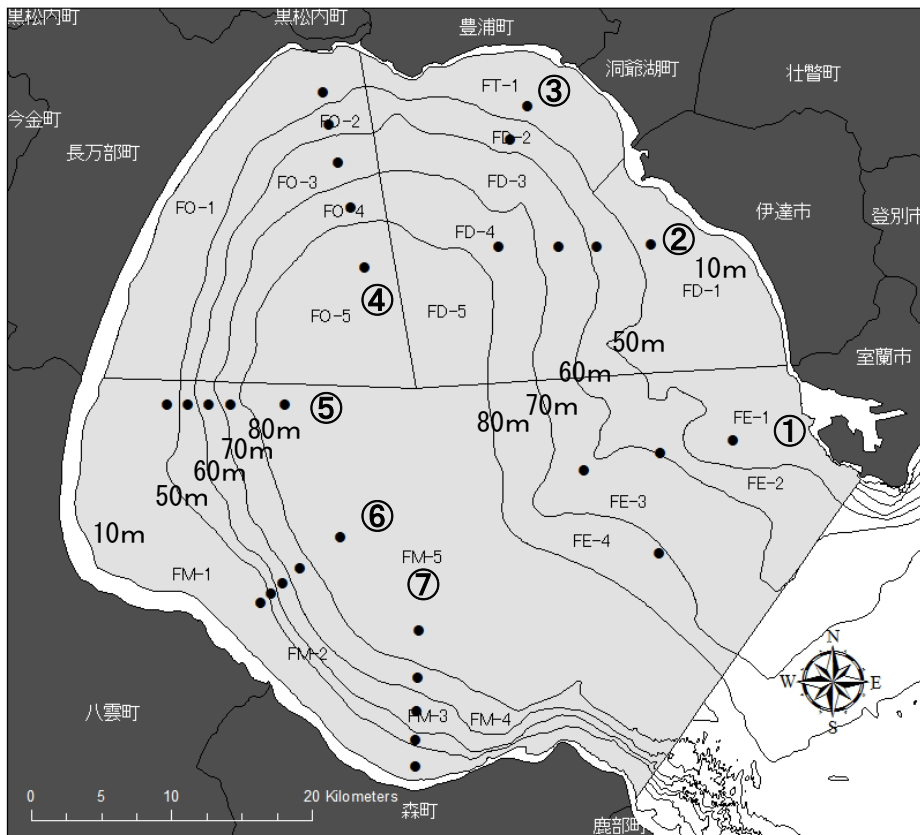 黒松内町
黒松内町
豊浦町
洞爺湖町
壮瞥町
今金町
長万部町
FT-1
③
FO-2
FD-2
FO-3
FD-3
FO-1
FO-4
伊達市
登別市
FD-4
②
10m
FD-1
④
FO-5
FD-5
50m
室蘭市
60m
⑤
70m
80m
80m
FE-1
①
70m
60m
FE-2
50m
FE-3
⑥
10m
FE-4
FM-5
FM-1
⑦
FM-2
N
W
E
S
八雲町
FM-3
FM-4
0
5
10
20 Kilometers
森町
鹿部町